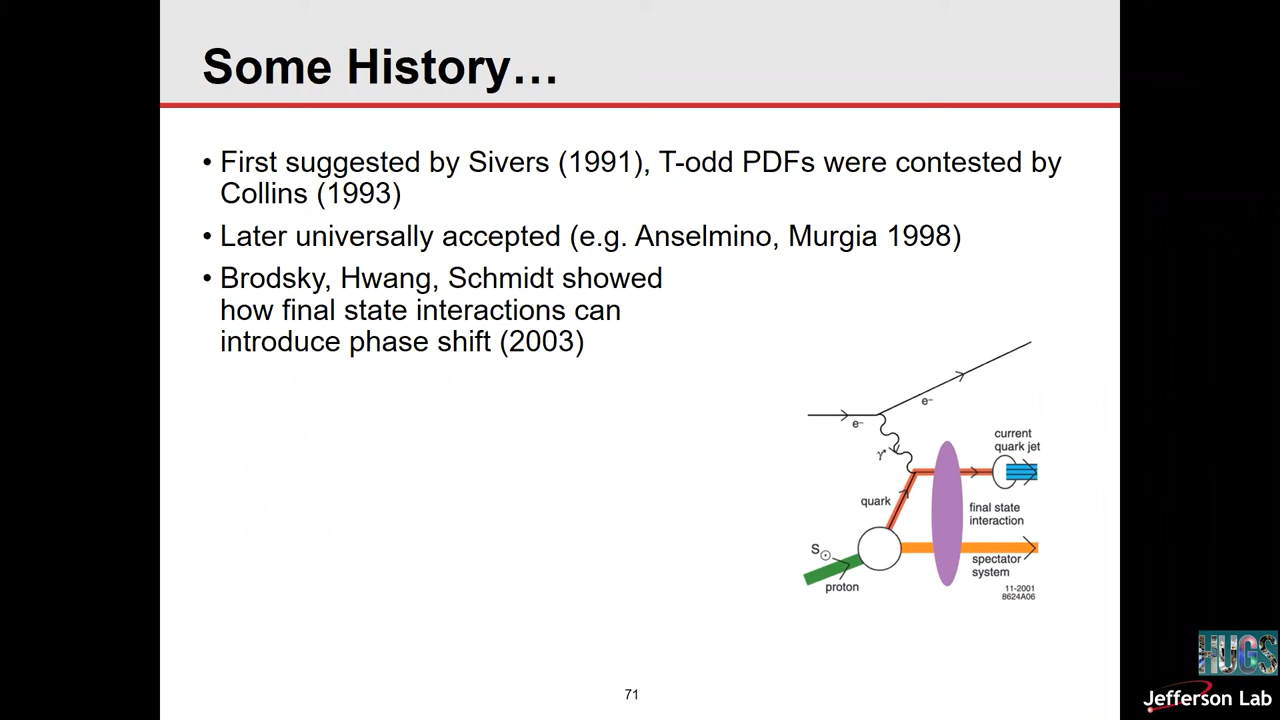 Some History…
• First suggested by Sivers (1991), T-odd PDFs were contested by
Collins (1993)
• Later universally accepted (e.g. Anselmino, Murgia 1998)
• Brodsky, Hwang, Schmidt showed
how final state interactions can
introduce phase shift (2003)
e⁻
e⁻
γ*
current
quark jet
quark
final state
interaction
S⊙
spectator
system
proton
11-2001
8624A06
71
HUGS
Jefferson Lab